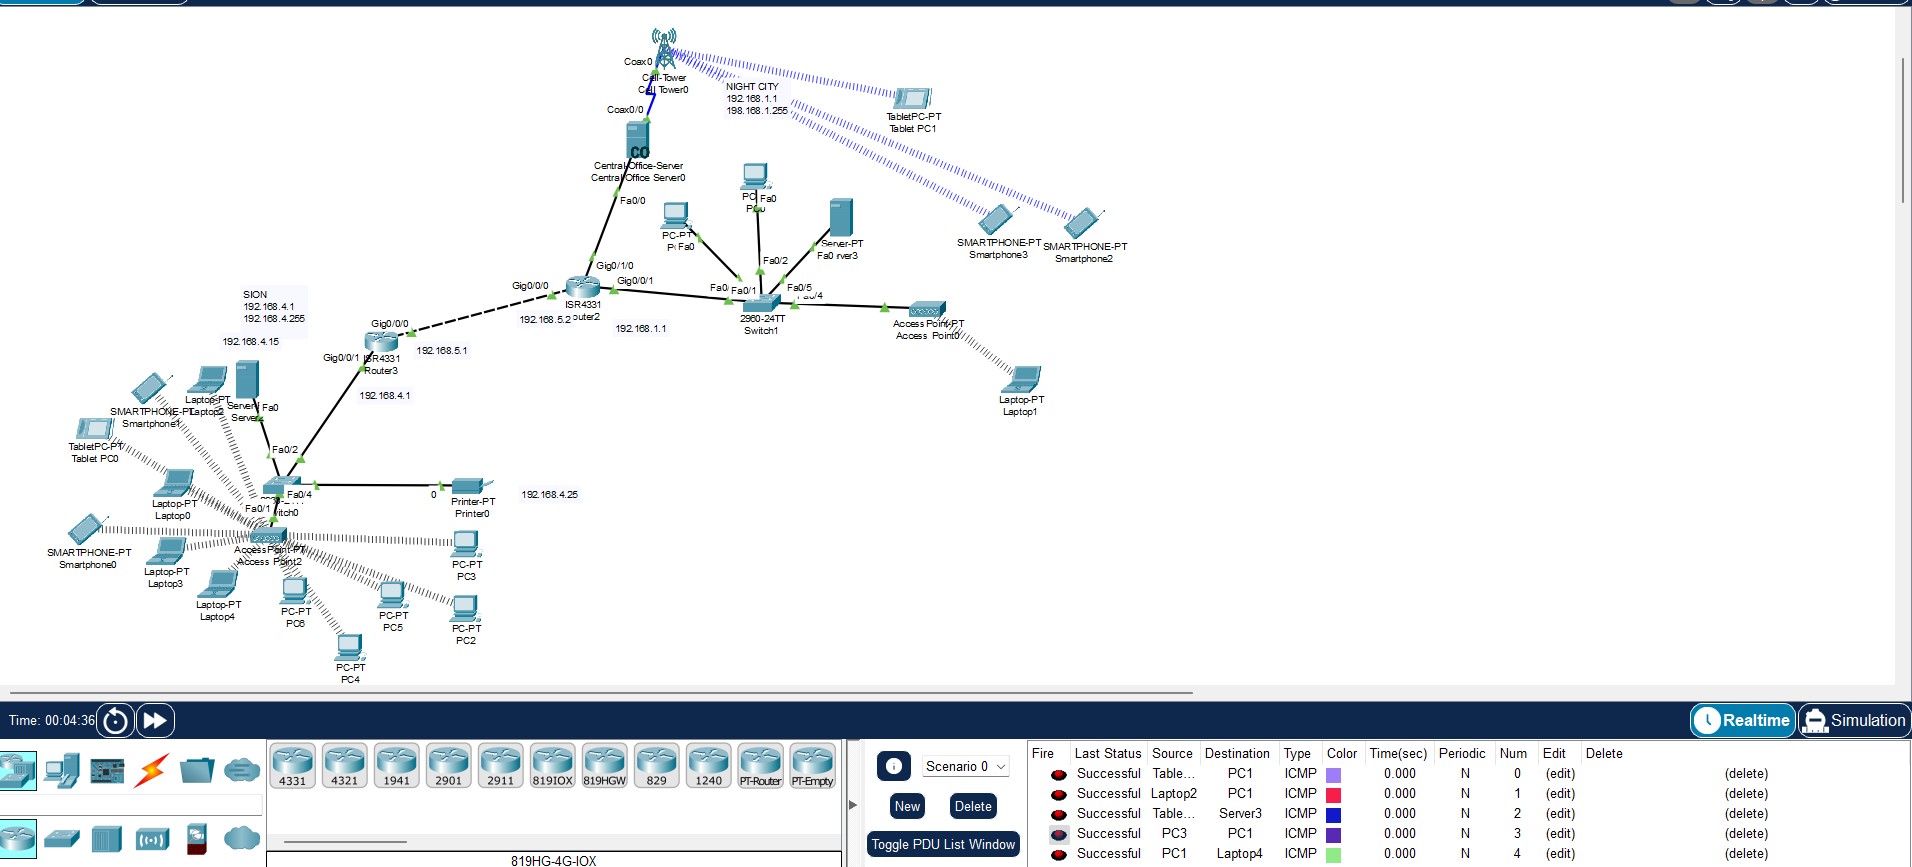 Coax0
Cell-Tower
Cell Tower0
NIGHT CITY
192.168.1.1
198.168.1.255
Coax0/0
TabletPC-PT
Tablet PC1
Central-Office-Server
Central Office Server0
Fa0/0
PC
Fa0
PC-PT
Fa0
Server-PT
Fa0 rver3
SMARTPHONE-PT
Smartphone3
SMARTPHONE-PT
Smartphone2
Gig0/1/0
Fa0/2
Gig0/0/0
Gig0/0/1
Fa0/1
Fa0/5
ISR4331
outer2
192.168.5.2
192.168.1.1
2960-24TT
Switch1
Access Point-PT
Access Point0
SION
192.168.4.1
192.168.4.255
192.168.4.15
Gig0/0/0
Gig0/0/1
ISR4331
Router3
192.168.5.1
192.168.4.1
Laptop-PT
Laptop1
Laptop-PT
Laptop2
SMARTPHONE-PT
Smartphone1
Fa0
TabletPC-PT
Tablet PC0
Fa0/2
Laptop-PT
Laptop0
Fa0/4
Fa0/1
itch0
0
Printer-PT
Printer0
192.168.4.25
SMARTPHONE-PT
Smartphone0
Access Point-PT
Access Point2
Laptop-PT
Laptop3
Laptop-PT
Laptop4
PC-PT
PC3
PC-PT
PC6
PC-PT
PC5
PC-PT
PC2
PC-PT
PC4
Time: 00:04:36
Realtime
Simulation
4331
4321
1941
2901
2911
819IOX
819HGW
829
1240
PT-Router
PT-Empty
819HG-4G-IOX
Scenario 0
New
Delete
Toggle PDU List Window
Fire Last Status Source Destination Type Color Time(sec) Periodic Num Edit Delete
Successful Table... PC1 ICMP 0.000 N 0 (edit) (delete)
Successful Laptop2 PC1 ICMP 0.000 N 1 (edit) (delete)
Successful Table... Server3 ICMP 0.000 N 2 (edit) (delete)
Successful PC3 PC1 ICMP 0.000 N 3 (edit) (delete)
Successful PC1 Laptop4 ICMP 0.000 N 4 (edit) (delete)